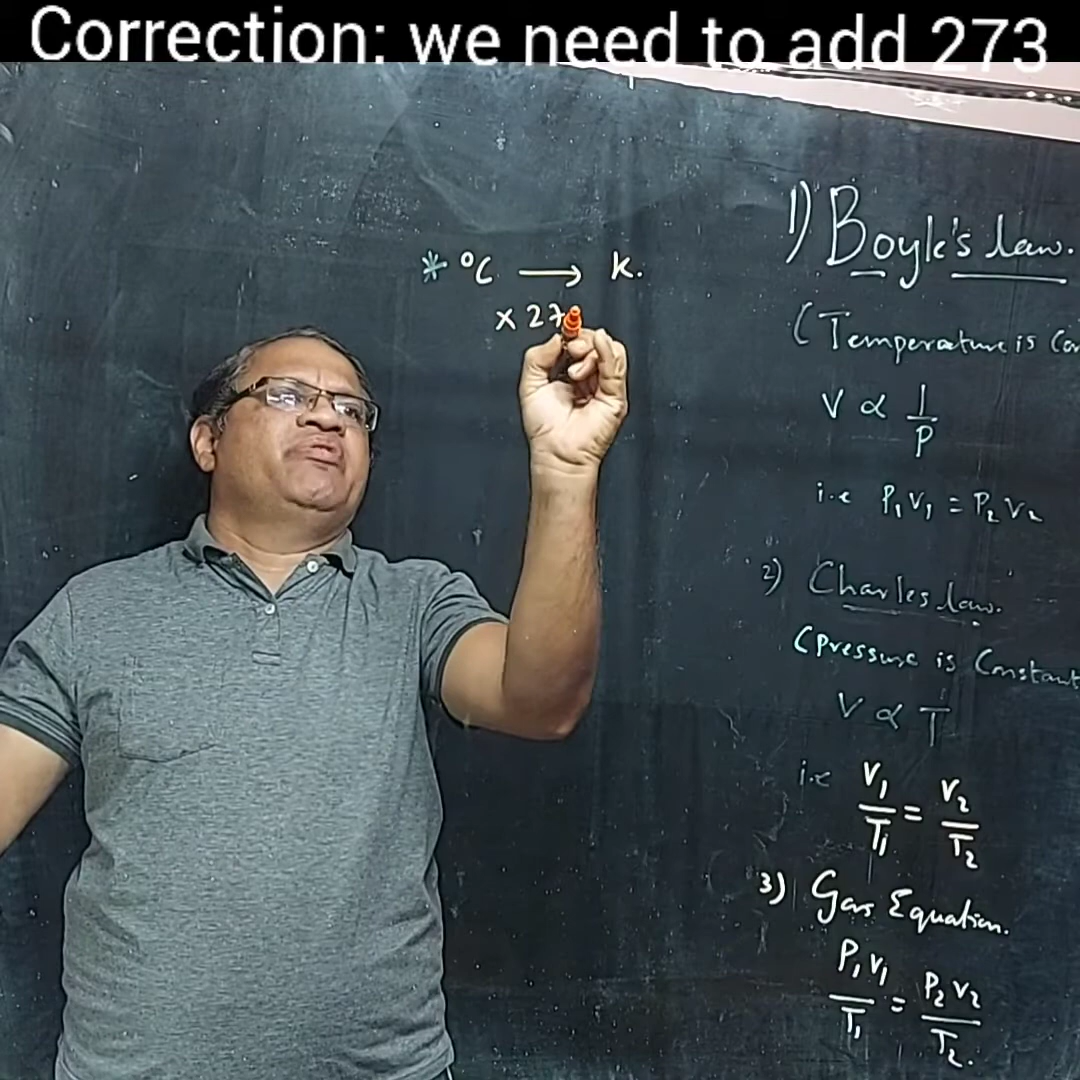 Correction: we need to add 273
* °C → K.
x 27
1) Boyle's law.
(Temperature is Con
V ∝ 1/P
i.e P₁V₁ = P₂V₂
2) Charles law.
(Pressure is Constant
V ∝ T
i.e V₁/T₁ = V₂/T₂
3) Gas Equation.
P₁V₁/T₁ = P₂V₂/T₂.